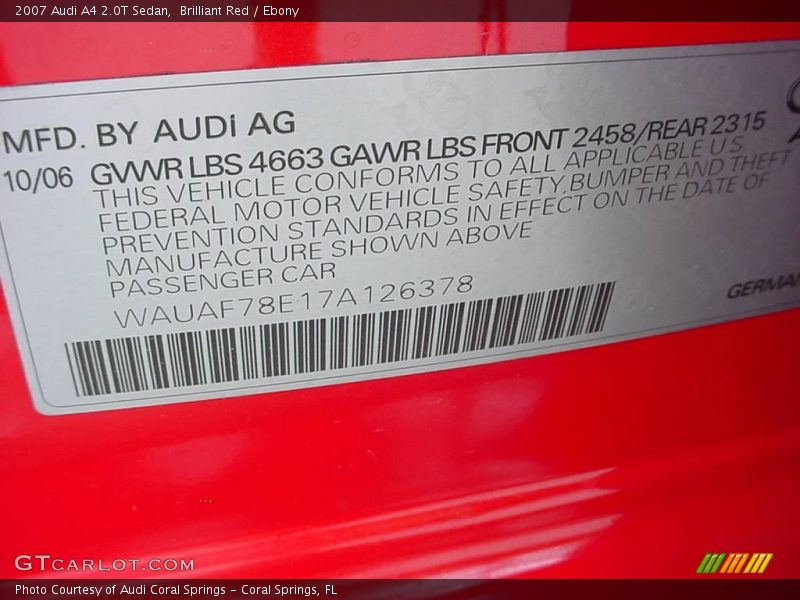 2007 Audi A4 2.0T Sedan,  Brilliant Red / Ebony
MFD. BY AUDi AG
10/06 GVWR LBS 4663 GAWR LBS FRONT 2458/REAR 2315
THIS VEHICLE CONFORMS TO ALL APPLICABLE U S
FEDERAL MOTOR VEHICLE SAFETY,BUMPER AND THEFT
PREVENTION STANDARDS IN EFFECT ON THE DATE OF
MANUFACTURE SHOWN ABOVE
PASSENGER CAR
WAUAF78E17A126378
GTCARLOT.COM
Photo Courtesy of Audi Coral Springs - Coral Springs, FL